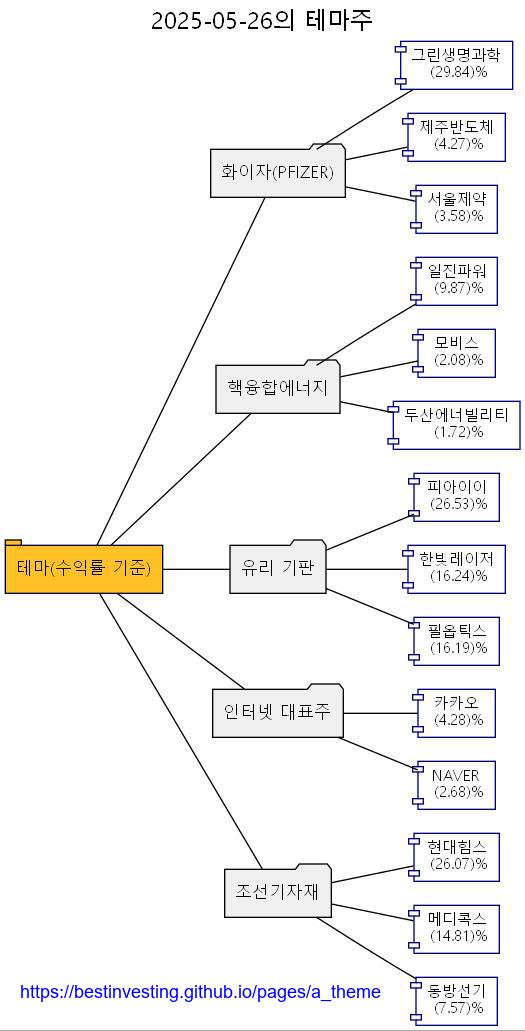 2025-05-26의 테마주
그린생명과학
(29.84)%
화이자(PFIZER)
제주반도체
(4.27)%
서울제약
(3.58)%
핵융합에너지
일진파워
(9.87)%
모비스
(2.08)%
두산에너빌리티
(1.72)%
테마(수익률 기준)
유리 기판
피아이이
(26.53)%
한빛레이저
(16.24)%
필옵틱스
(16.19)%
인터넷 대표주
카카오
(4.28)%
NAVER
(2.68)%
조선기자재
현대힘스
(26.07)%
메디콕스
(14.81)%
동방선기
(7.57)%
https://bestinvesting.github.io/pages/a_theme